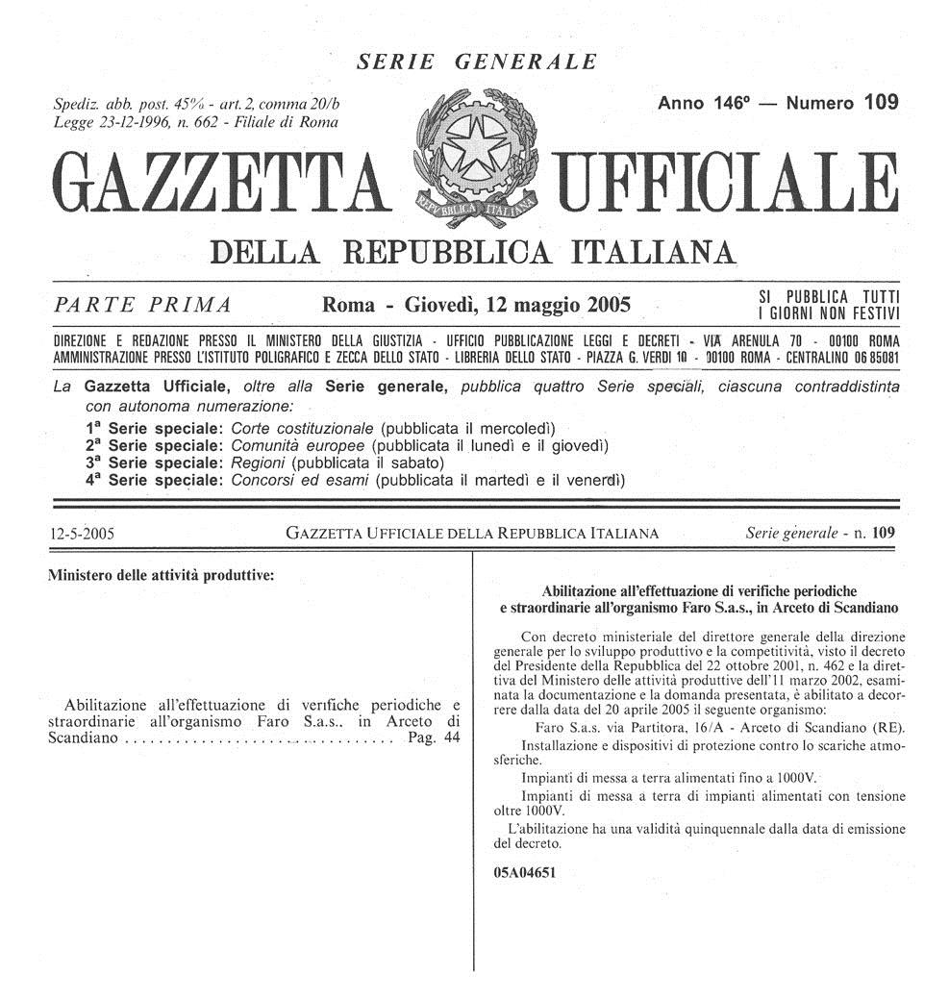 SERIE GENERALE
Spediz. abb. post. 45% - art. 2, comma 20/b
Legge 23-12-1996, n. 662 - Filiale di Roma
Anno 146° — Numero 109
GAZZETTA UFFICIALE
REPVBBLICA ITALIANA
DELLA REPUBBLICA ITALIANA
PARTE PRIMA
Roma - Giovedì, 12 maggio 2005
SI PUBBLICA TUTTI
I GIORNI NON FESTIVI
DIREZIONE E REDAZIONE PRESSO IL MINISTERO DELLA GIUSTIZIA - UFFICIO PUBBLICAZIONE LEGGI E DECRETI - VIA ARENULA 70 - 00100 ROMA
AMMINISTRAZIONE PRESSO L'ISTITUTO POLIGRAFICO E ZECCA DELLO STATO - LIBRERIA DELLO STATO - PIAZZA G. VERDI 10 - 00100 ROMA - CENTRALINO 06 85081
La Gazzetta Ufficiale, oltre alla Serie generale, pubblica quattro Serie speciali, ciascuna contraddistinta
con autonoma numerazione:
1ª Serie speciale: Corte costituzionale (pubblicata il mercoledì)
2ª Serie speciale: Comunità europee (pubblicata il lunedì e il giovedì)
3ª Serie speciale: Regioni (pubblicata il sabato)
4ª Serie speciale: Concorsi ed esami (pubblicata il martedì e il venerdì)
12-5-2005
GAZZETTA UFFICIALE DELLA REPUBBLICA ITALIANA
Serie generale - n. 109
Ministero delle attività produttive:
Abilitazione all'effettuazione di verifiche periodiche e
straordinarie all'organismo Faro S.a.s.. in Arceto di
Scandiano ................................. Pag. 44
Abilitazione all'effettuazione di verifiche periodiche
e straordinarie all'organismo Faro S.a.s., in Arceto di Scandiano
Con decreto ministeriale del direttore generale della direzione
generale per lo sviluppo produttivo e la competitività, visto il decreto
del Presidente della Repubblica del 22 ottobre 2001, n. 462 e la diret-
tiva del Ministero delle attività produttive dell'11 marzo 2002, esami-
nata la documentazione e la domanda presentata, è abilitato a decor-
rere dalla data del 20 aprile 2005 il seguente organismo:
Faro S.a.s. via Partitora, 16/A - Arceto di Scandiano (RE).
Installazione e dispositivi di protezione contro lo scariche atmo-
sferiche.
Impianti di messa a terra alimentati fino a 1000V.
Impianti di messa a terra di impianti alimentati con tensione
oltre 1000V.
L'abilitazione ha una validità quinquennale dalla data di emissione
del decreto.
05A04651